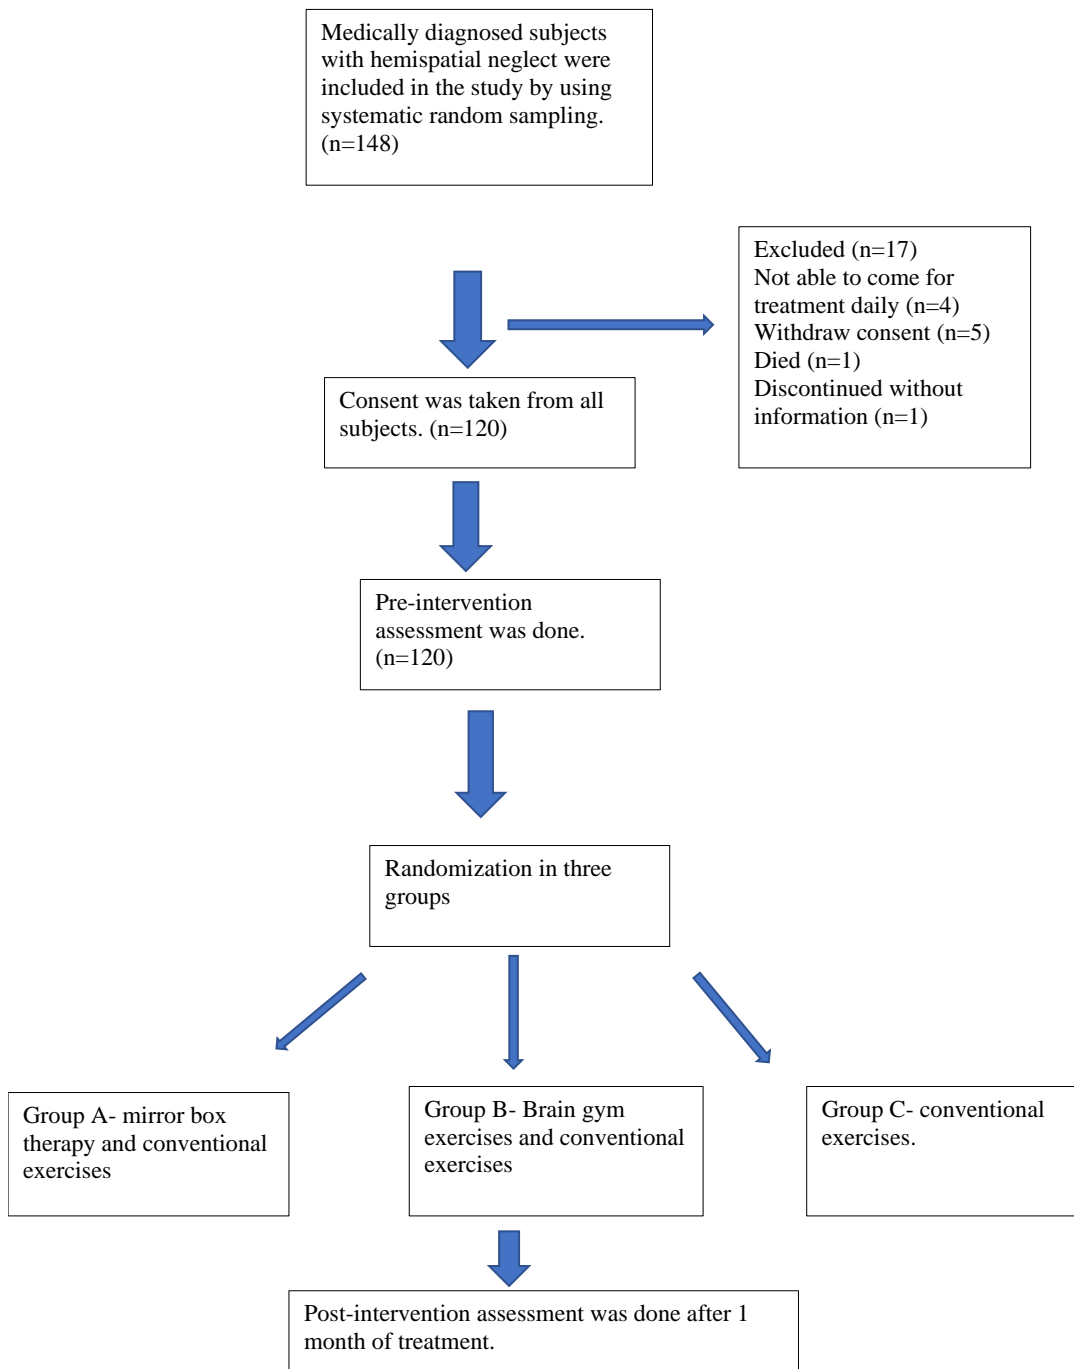 Medically diagnosed subjects
with hemispatial neglect were
included in the study by using
systematic random sampling.
(n=148)
Excluded (n=17)
Not able to come for
treatment daily (n=4)
Withdraw consent (n=5)
Died (n=1)
Discontinued without
information (n=1)
Consent was taken from all
subjects. (n=120)
Pre-intervention
assessment was done.
(n=120)
Randomization in three
groups
Group A- mirror box
therapy and conventional
exercises
Group B- Brain gym
exercises and conventional
exercises
Group C- conventional
exercises.
Post-intervention assessment was done after 1
month of treatment.